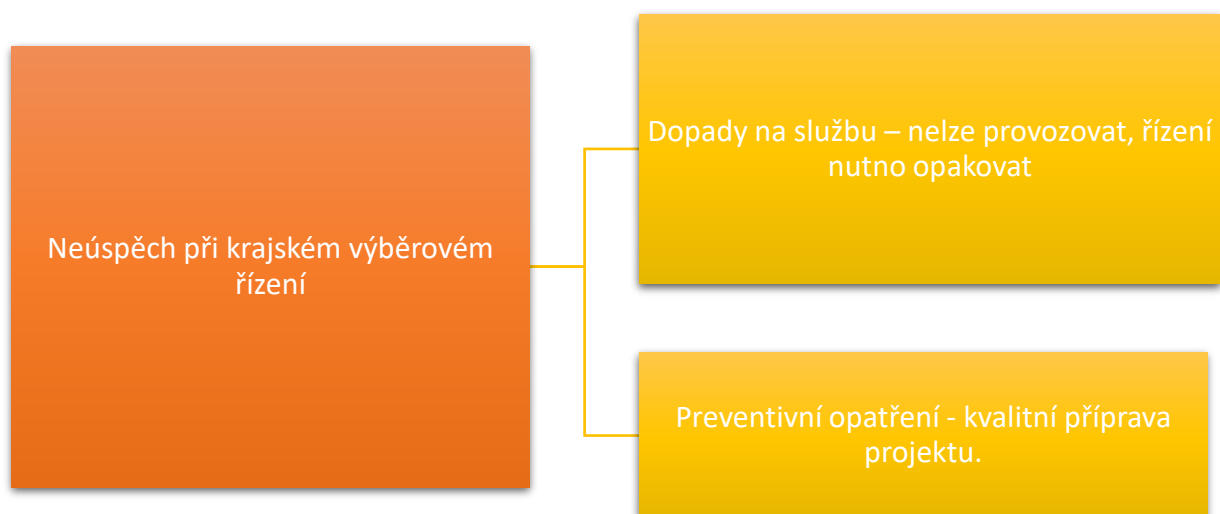 Neúspěch při krajském výběrovém
řízení
Dopady na službu – nelze provozovat, řízení
nutno opakovat
Preventivní opatření - kvalitní příprava
projektu.